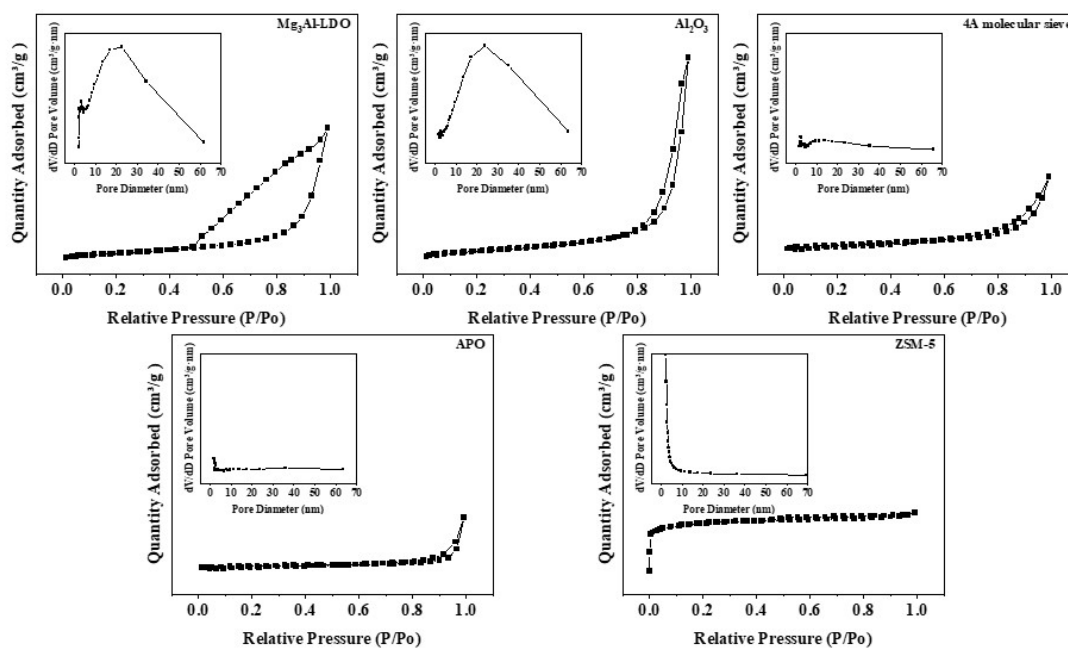 Mg₃Al-LDO
Quantity Adsorbed (cm³/g )
dV/dD Pore Volume (cm³/g·nm)
0 10 20 30 40 50 60 70
Pore Diameter (nm)
0.0 0.2 0.4 0.6 0.8 1.0
Relative Pressure (P/Po)
Al₂O₃
Quantity Adsorbed (cm³/g )
dV/dD Pore Volume (cm³/g·nm)
0 10 20 30 40 50 60 70
Pore Diameter (nm)
0.0 0.2 0.4 0.6 0.8 1.0
Relative Pressure (P/Po)
4A molecular sieve
Quantity Adsorbed (cm³/g )
dV/dD Pore Volume (cm³/g·nm)
0 10 20 30 40 50 60 70
Pore Diameter (nm)
0.0 0.2 0.4 0.6 0.8 1.0
Relative Pressure (P/Po)
APO
Quantity Adsorbed (cm³/g )
dV/dD Pore Volume (cm³/g·nm)
0 10 20 30 40 50 60 70
Pore Diameter (nm)
0.0 0.2 0.4 0.6 0.8 1.0
Relative Pressure (P/Po)
ZSM-5
Quantity Adsorbed (cm³/g )
dV/dD Pore Volume (cm³/g·nm)
0 10 20 30 40 50 60 70
Pore Diameter (nm)
0.0 0.2 0.4 0.6 0.8 1.0
Relative Pressure (P/Po)